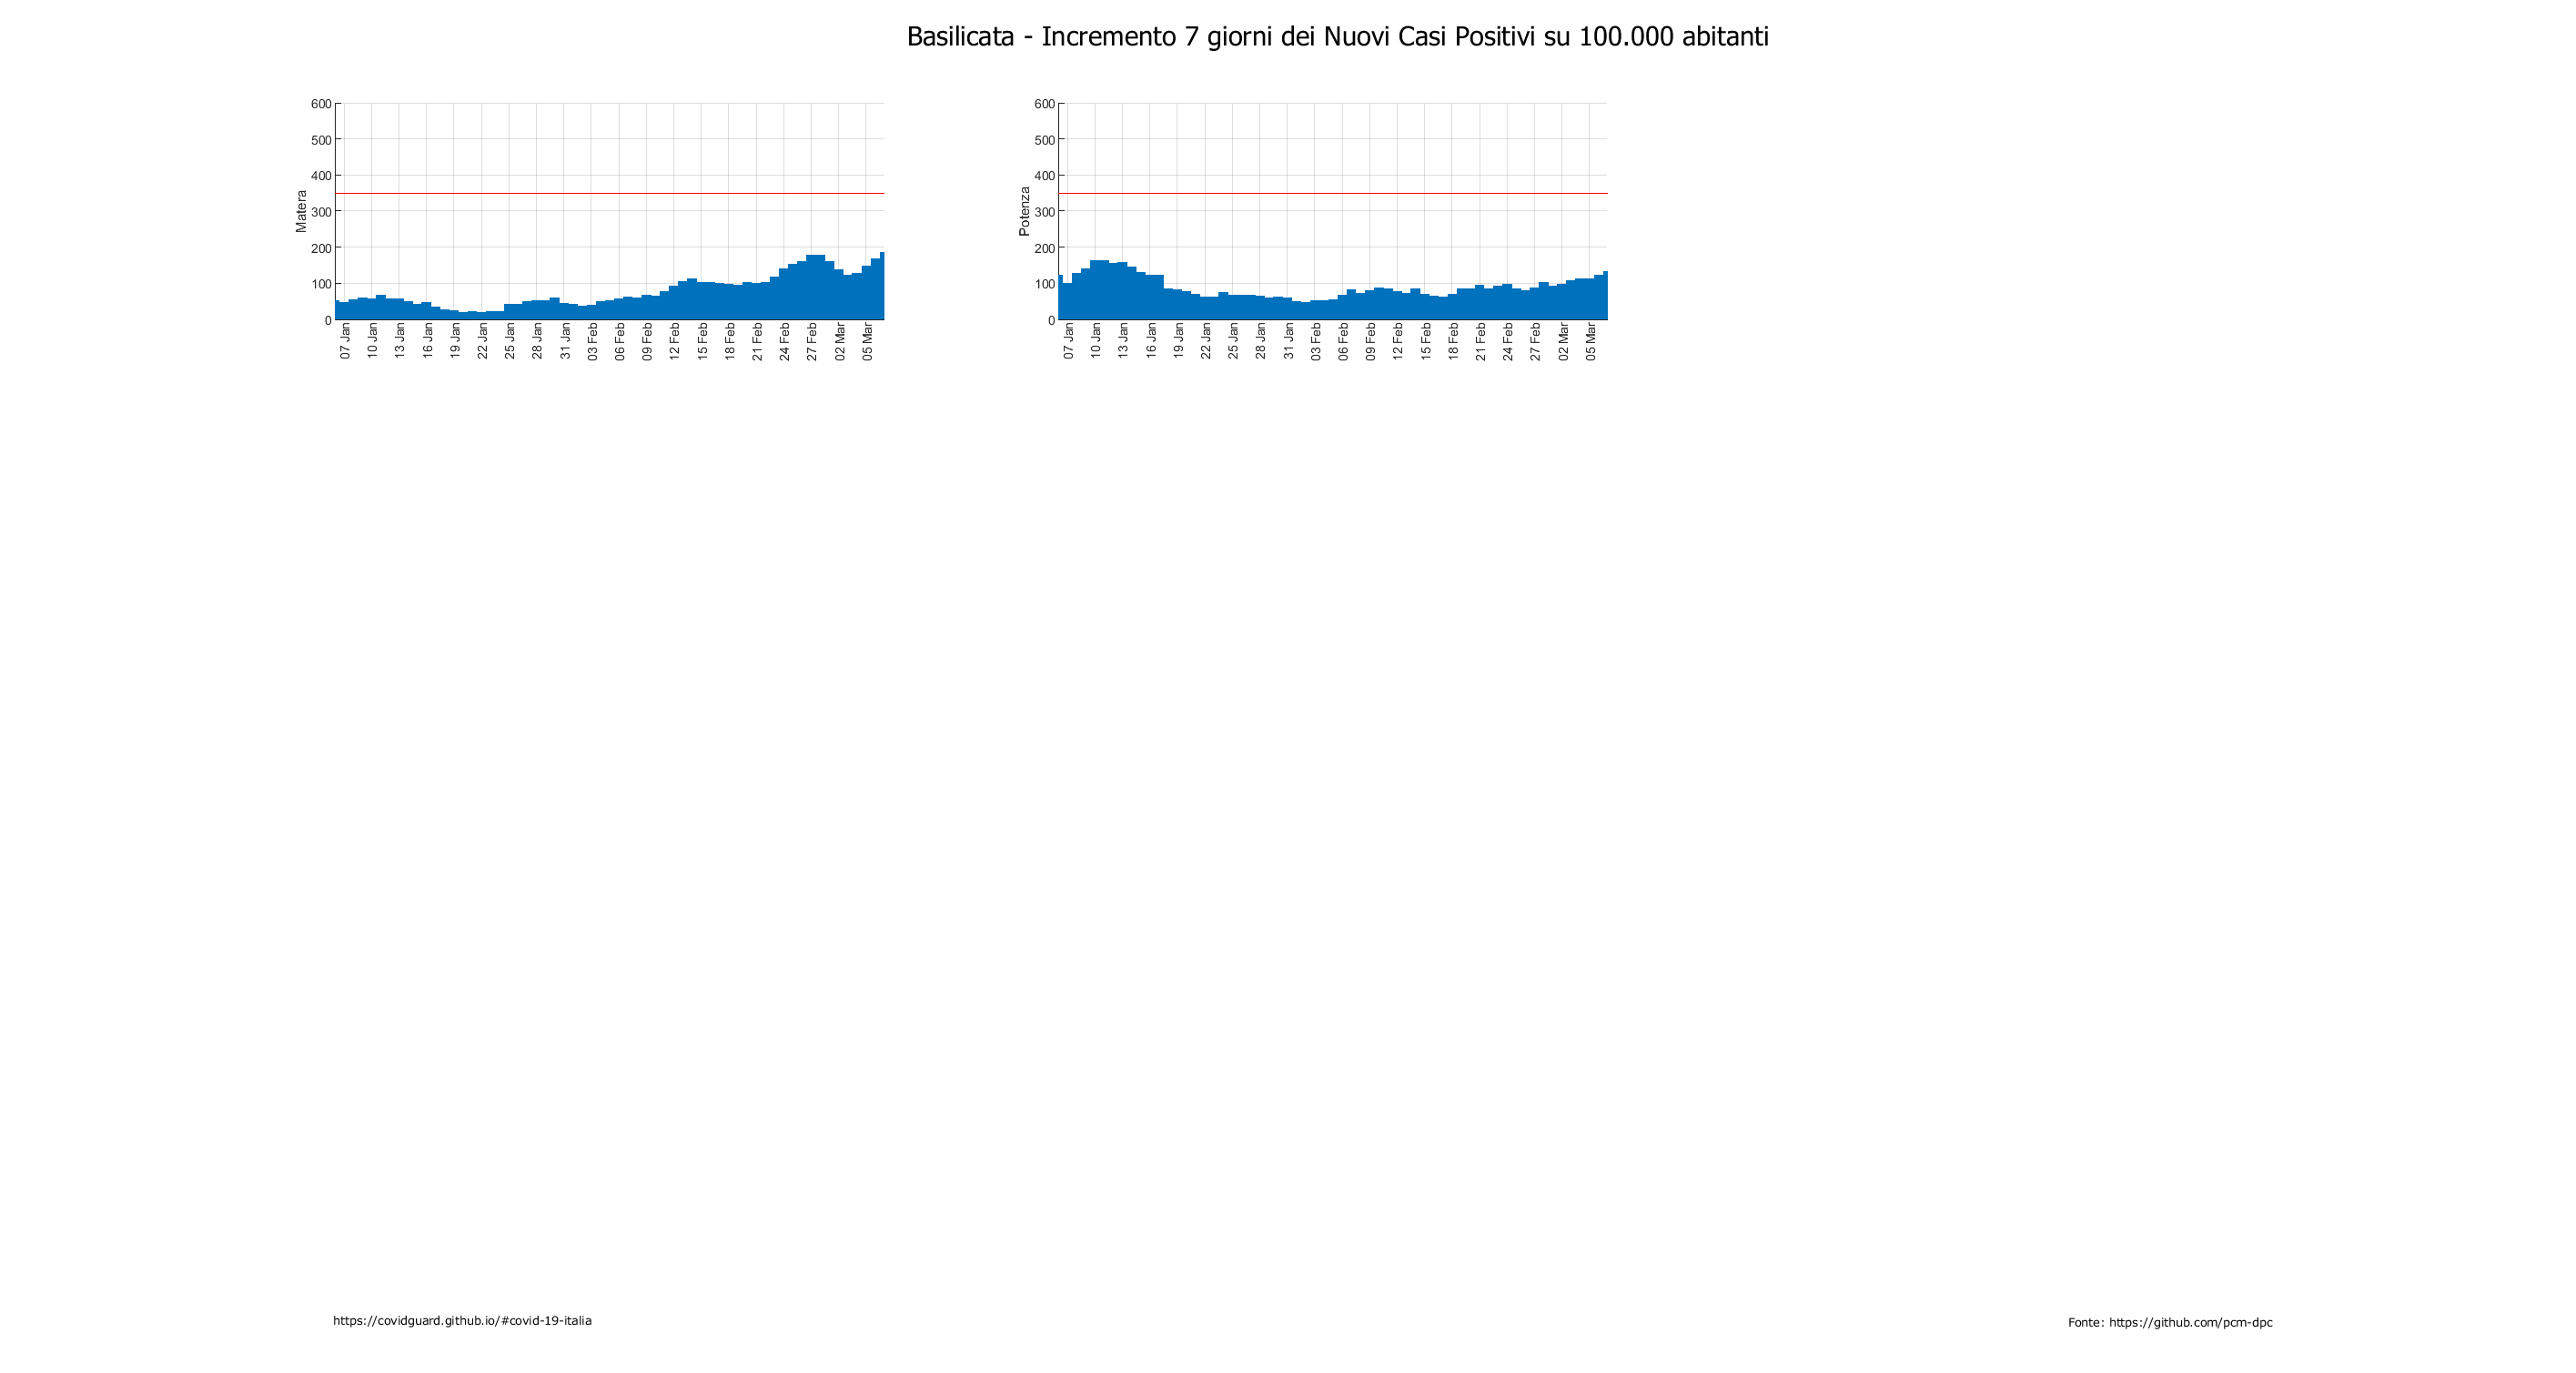 Basilicata - Incremento 7 giorni dei Nuovi Casi Positivi su 100.000 abitanti
Matera
600
500
400
300
200
100
0
07 Jan
10 Jan
13 Jan
16 Jan
19 Jan
22 Jan
25 Jan
28 Jan
31 Jan
03 Feb
06 Feb
09 Feb
12 Feb
15 Feb
18 Feb
21 Feb
24 Feb
27 Feb
02 Mar
05 Mar
Potenza
600
500
400
300
200
100
0
07 Jan
10 Jan
13 Jan
16 Jan
19 Jan
22 Jan
25 Jan
28 Jan
31 Jan
03 Feb
06 Feb
09 Feb
12 Feb
15 Feb
18 Feb
21 Feb
24 Feb
27 Feb
02 Mar
05 Mar
https://covidguard.github.io/#covid-19-italia
Fonte: https://github.com/pcm-dpc